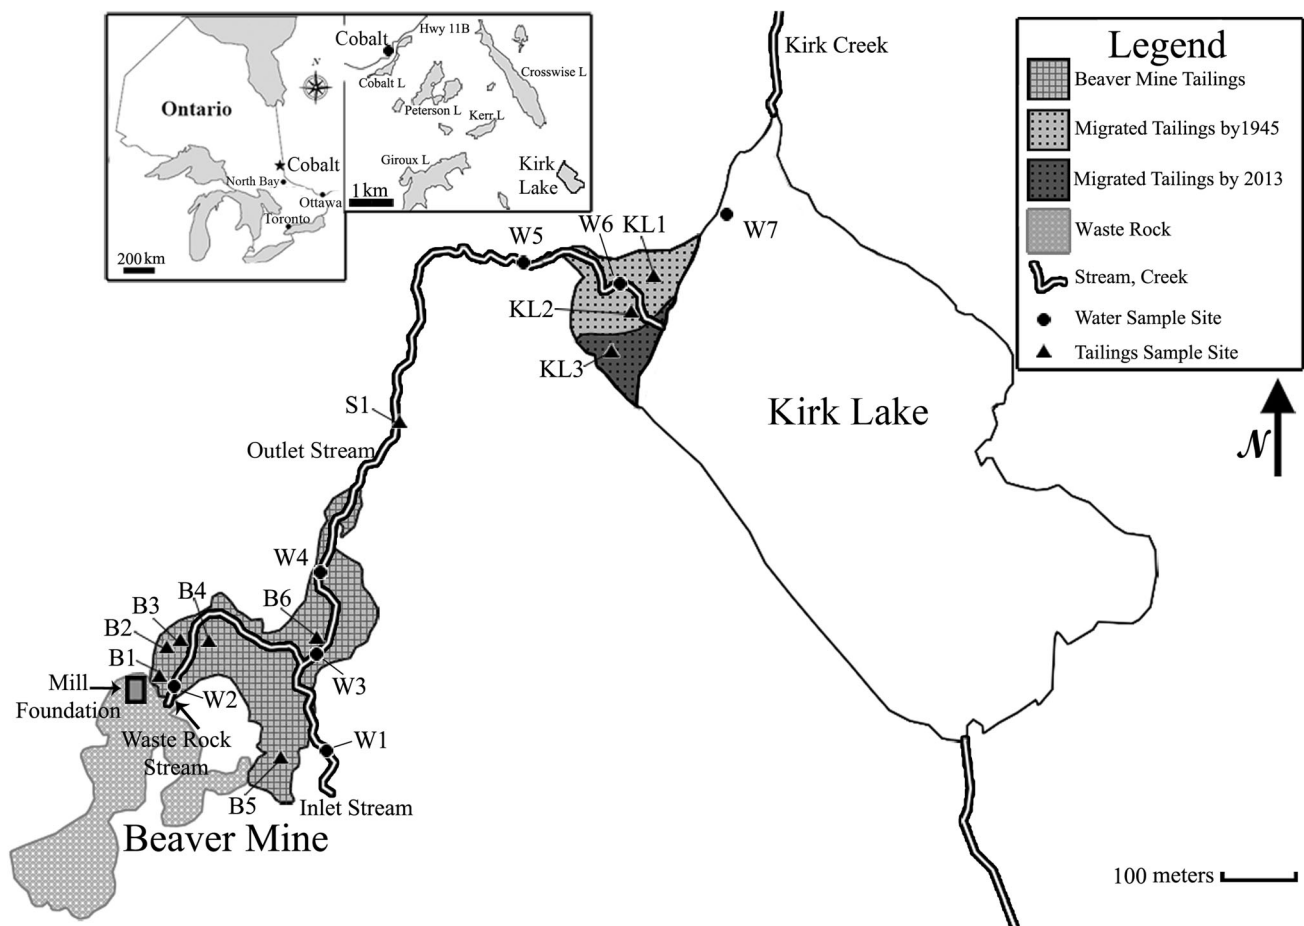 Ontario
Cobalt
North Bay
Ottawa
Toronto
200 km
N
Cobalt
Hwy 11B
Cobalt L
Crosswise L
Peterson L
Kerr L
Giroux L
Kirk
Lake
1km
Kirk Creek
Legend
Beaver Mine Tailings
Migrated Tailings by1945
Migrated Tailings by 2013
Waste Rock
Stream, Creek
Water Sample Site
Tailings Sample Site
N
W5
W6
KL1
W7
KL2
KL3
Kirk Lake
S1
Outlet Stream
W4
B4
B6
B3
B2
B1
W3
Mill
Foundation
W2
Waste Rock
Stream
W1
B5
Inlet Stream
Beaver Mine
100 meters